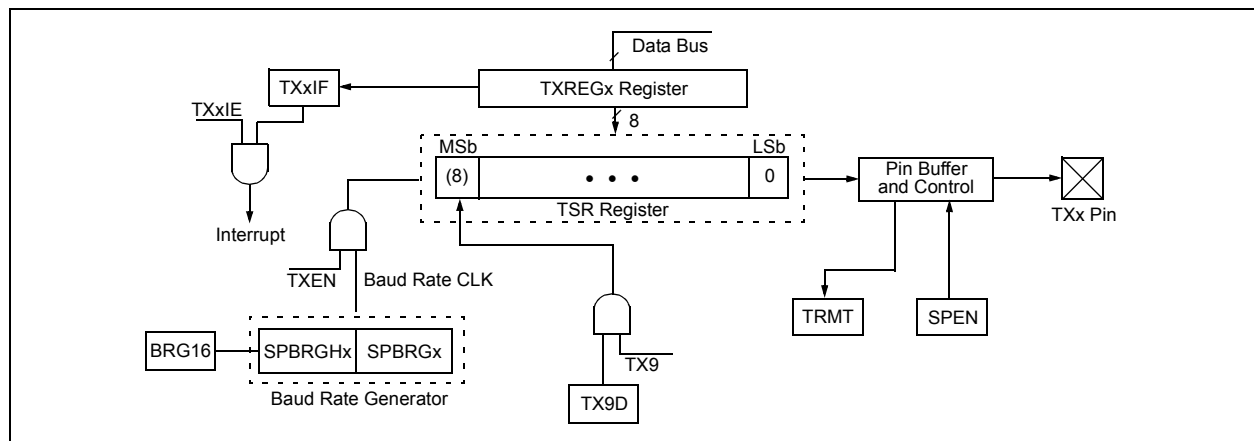 Data Bus
TXxIF
TXREGx Register
TXxIE
8
MSb
LSb
(8)
• • •
0
Pin Buffer
and Control
TSR Register
TXx Pin
Interrupt
TXEN
Baud Rate CLK
TRMT
SPEN
BRG16
SPBRGHx
SPBRGx
TX9
Baud Rate Generator
TX9D